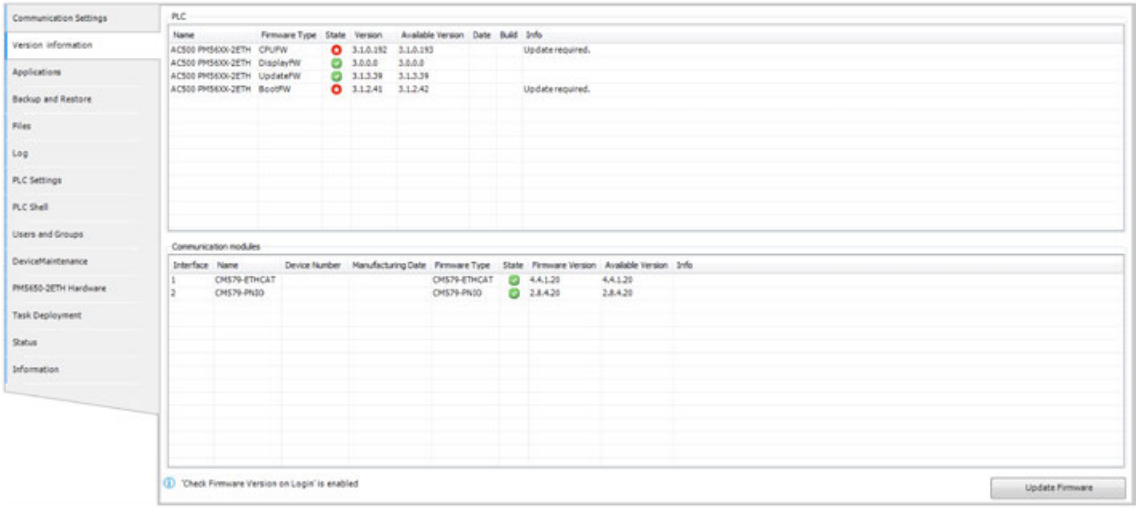 Communication Settings
Version information
Applications
Backup and Restore
Files
Log
PLC Settings
PLC Shell
Users and Groups
DeviceMaintenance
PM5650-2ETH Hardware
Task Deployment
Status
Information
PLC
Name Firmware Type State Version Available Version Date Build Info
AC500 PM56XX-2ETH CPUFW 3.1.0.192 3.1.0.193 Update required.
AC500 PM56XX-2ETH DisplayFW 3.0.0.0 3.0.0.0
AC500 PM56XX-2ETH UpdateFW 3.1.3.39 3.1.3.39
AC500 PM56XX-2ETH BootFW 3.1.2.41 3.1.2.42 Update required.
Communication modules
Interface Name Device Number Manufacturing Date Firmware Type State Firmware Version Available Version Info
1 CM579-ETHCAT CM579-ETHCAT 4.4.1.20 4.4.1.20
2 CM579-PNIO CM579-PNIO 2.8.4.20 2.8.4.20
'Check Firmware Version on Login' is enabled
Update Firmware